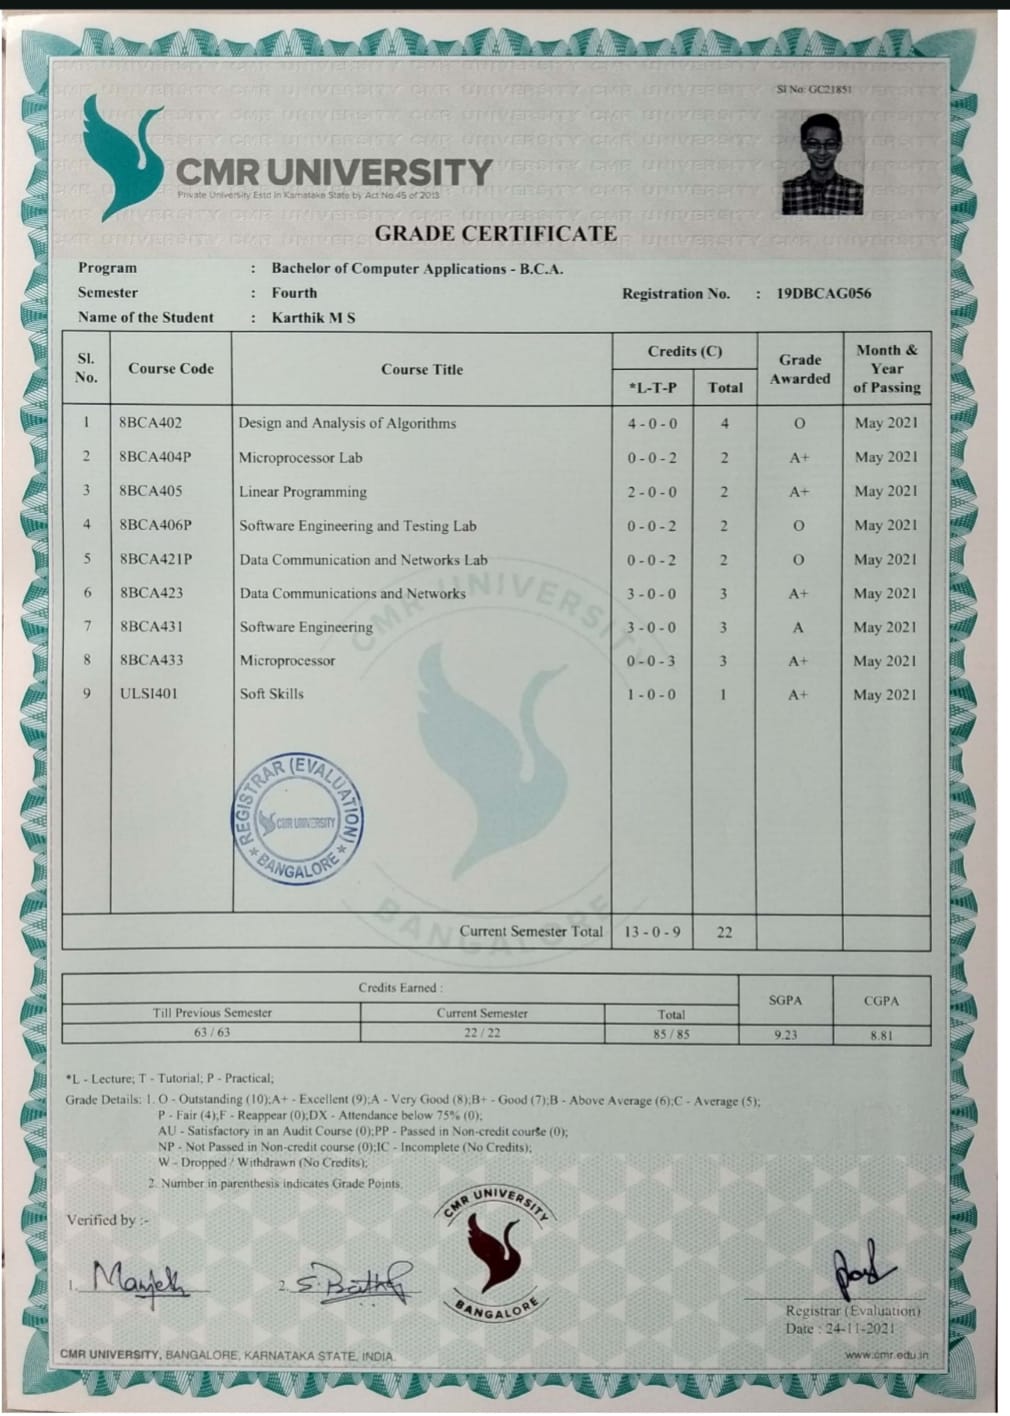 Sl No: GC21851
CMR UNIVERSITY
Private University Estd in Karnataka State by Act No.45 of 2013
GRADE CERTIFICATE
Program : Bachelor of Computer Applications - B.C.A.
Semester : Fourth Registration No. : 19DBCAG056
Name of the Student : Karthik M S
Sl. No. Course Code Course Title Credits (C) *L-T-P Total Grade Awarded Month & Year of Passing
1 8BCA402 Design and Analysis of Algorithms 4 - 0 - 0 4 O May 2021
2 8BCA404P Microprocessor Lab 0 - 0 - 2 2 A+ May 2021
3 8BCA405 Linear Programming 2 - 0 - 0 2 A+ May 2021
4 8BCA406P Software Engineering and Testing Lab 0 - 0 - 2 2 O May 2021
5 8BCA421P Data Communication and Networks Lab 0 - 0 - 2 2 O May 2021
6 8BCA423 Data Communications and Networks 3 - 0 - 0 3 A+ May 2021
7 8BCA431 Software Engineering 3 - 0 - 0 3 A May 2021
8 8BCA433 Microprocessor 0 - 0 - 3 3 A+ May 2021
9 ULSI401 Soft Skills 1 - 0 - 0 1 A+ May 2021
CMR UNIVERSITY
BANGALORE
REGISTRAR (EVALUATION)
CMR UNIVERSITY
* BANGALORE *
Current Semester Total 13 - 0 - 9 22
Credits Earned : SGPA CGPA
Till Previous Semester Current Semester Total
63 / 63 22 / 22 85 / 85 9.23 8.81
*L - Lecture; T - Tutorial; P - Practical;
Grade Details: 1. O - Outstanding (10);A+ - Excellent (9);A - Very Good (8);B+ - Good (7);B - Above Average (6);C - Average (5);
P - Fair (4);F - Reappear (0);DX - Attendance below 75% (0);
AU - Satisfactory in an Audit Course (0);PP - Passed in Non-credit course (0);
NP - Not Passed in Non-credit course (0);IC - Incomplete (No Credits);
W - Dropped / Withdrawn (No Credits);
2. Number in parenthesis indicates Grade Points.
Verified by :-
CMR UNIVERSITY
BANGALORE
1.
2.
Registrar (Evaluation)
Date : 24-11-2021
CMR UNIVERSITY, BANGALORE, KARNATAKA STATE, INDIA.
www.cmr.edu.in